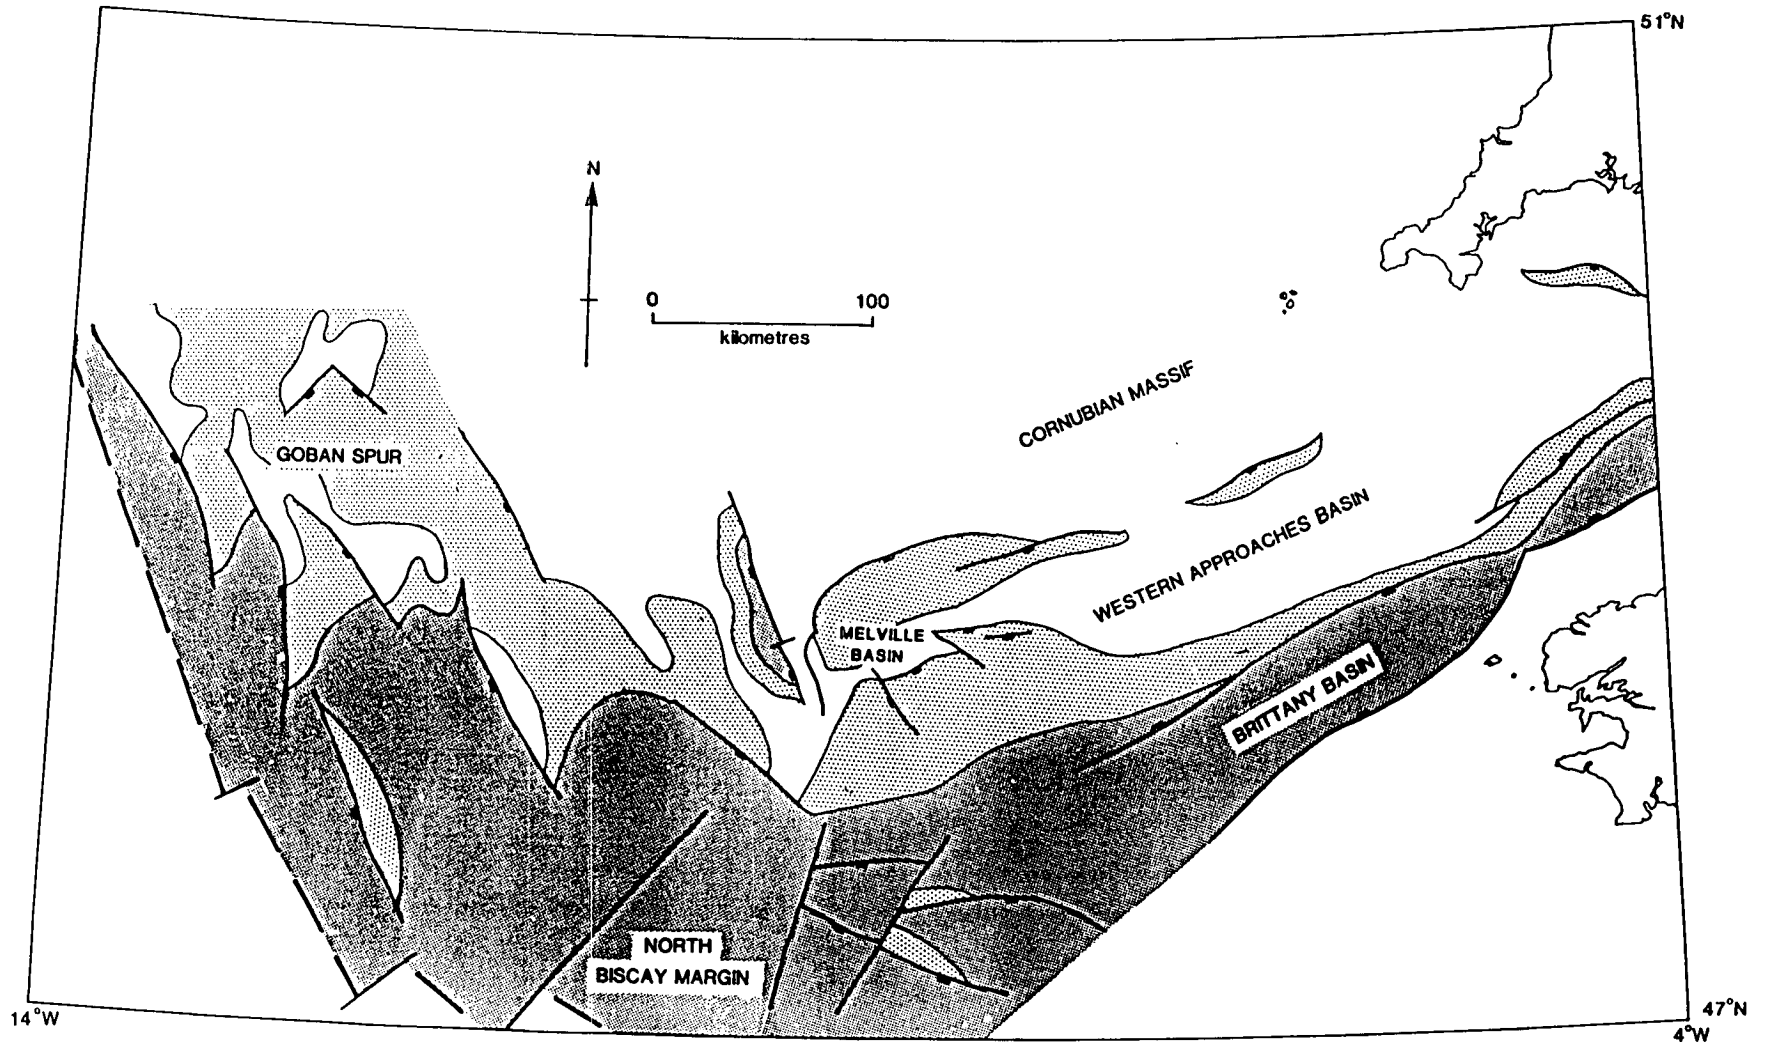 51°N
N
0 100
kilometres
CORNUBIAN MASSIF
GOBAN SPUR
WESTERN APPROACHES BASIN
MELVILLE
BASIN
BRITTANY BASIN
NORTH
BISCAY MARGIN
14°W
47°N
4°W